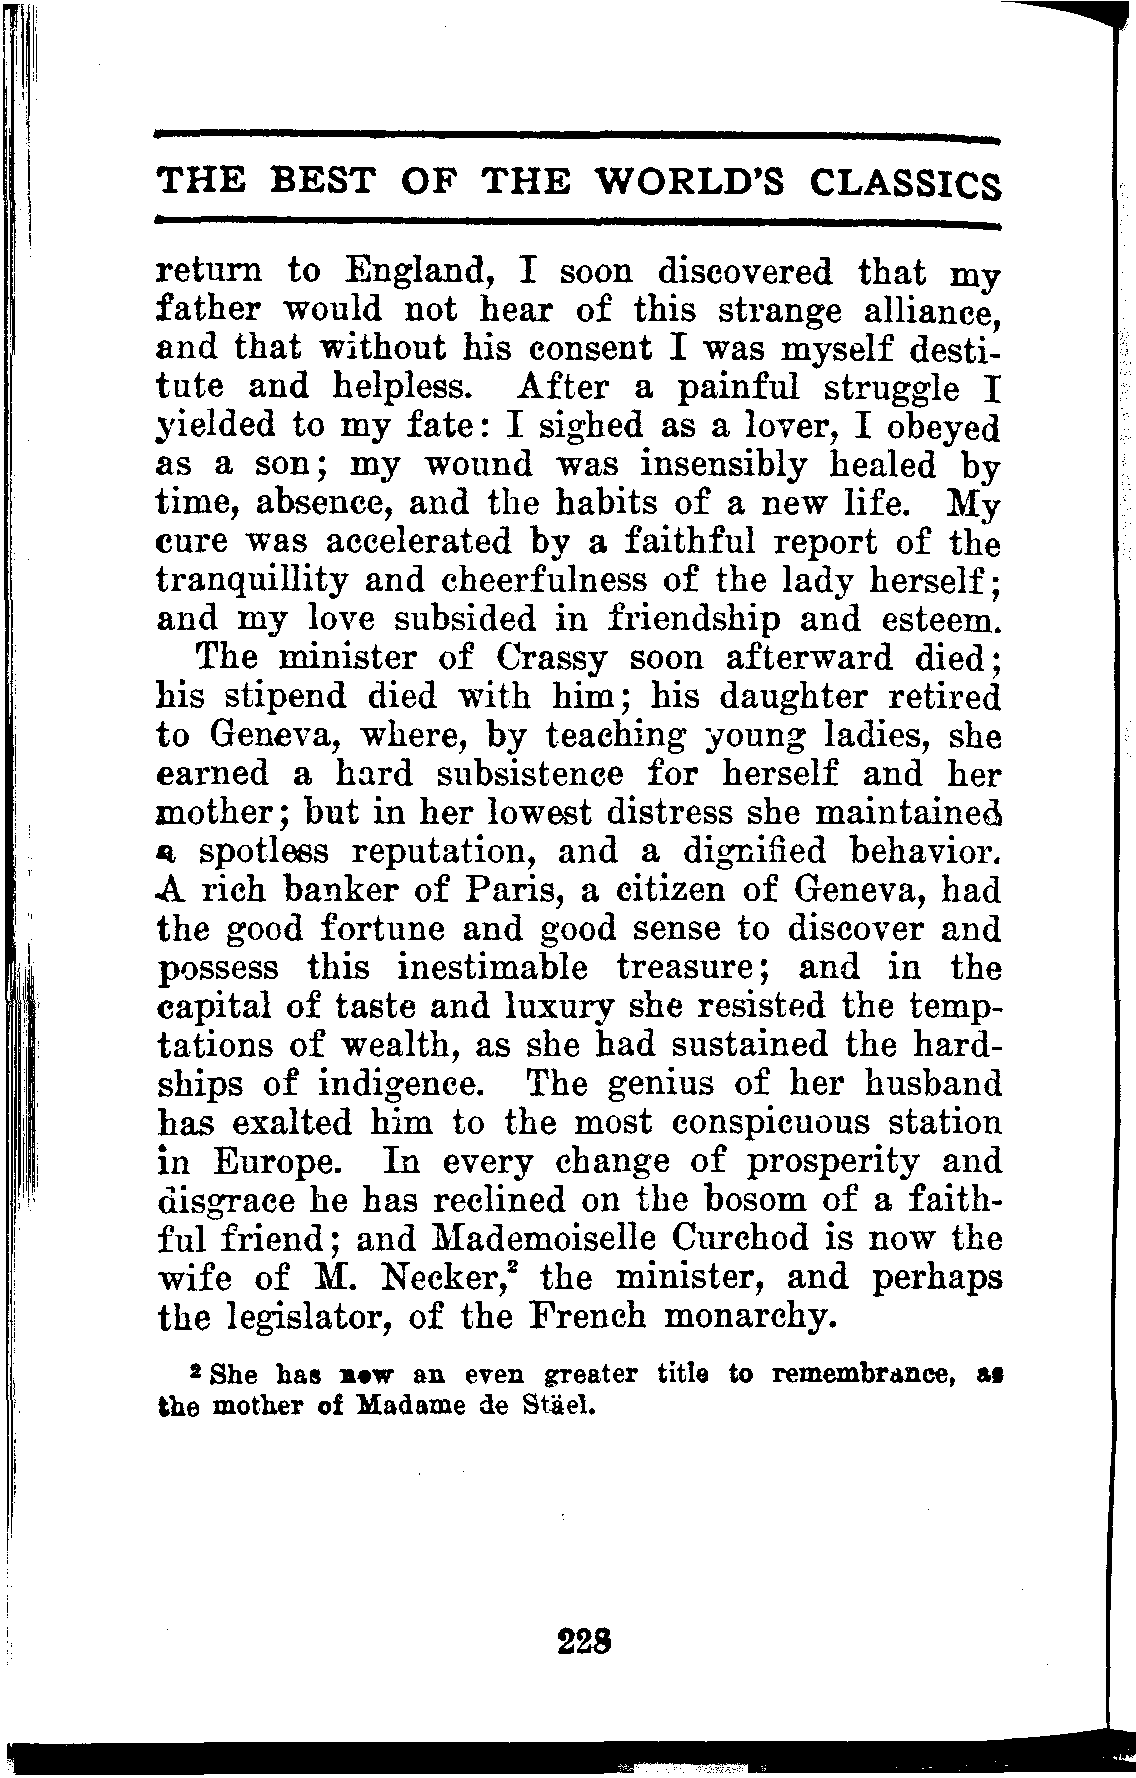 THE BEST OF THE WORLD'S CLASSICS
return to England, I soon discovered that my
father would not hear of this strange alliance,
and that without his consent I was myself desti-
tute and helpless. After a painful struggle I
yielded to my fate: I sighed as a lover, I obeyed
as a son; my wound was insensibly healed by
time, absence, and the habits of a new life. My
cure was accelerated by a faithful report of the
tranquillity and cheerfulness of the lady herself;
and my love subsided in friendship and esteem.
The minister of Crassy soon afterward died;
his stipend died with him; his daughter retired
to Geneva, where, by teaching young ladies, she
earned a hard subsistence for herself and her
mother; but in her lowest distress she maintained
a spotless reputation, and a dignified behavior.
A rich banker of Paris, a citizen of Geneva, had
the good fortune and good sense to discover and
possess this inestimable treasure; and in the
capital of taste and luxury she resisted the temp-
tations of wealth, as she had sustained the hard-
ships of indigence. The genius of her husband
has exalted him to the most conspicuous station
in Europe. In every change of prosperity and
disgrace he has reclined on the bosom of a faith-
ful friend; and Mademoiselle Curchod is now the
wife of M. Necker,² the minister, and perhaps
the legislator, of the French monarchy.
² She has now an even greater title to remembrance, as
the mother of Madame de Stäel.
228